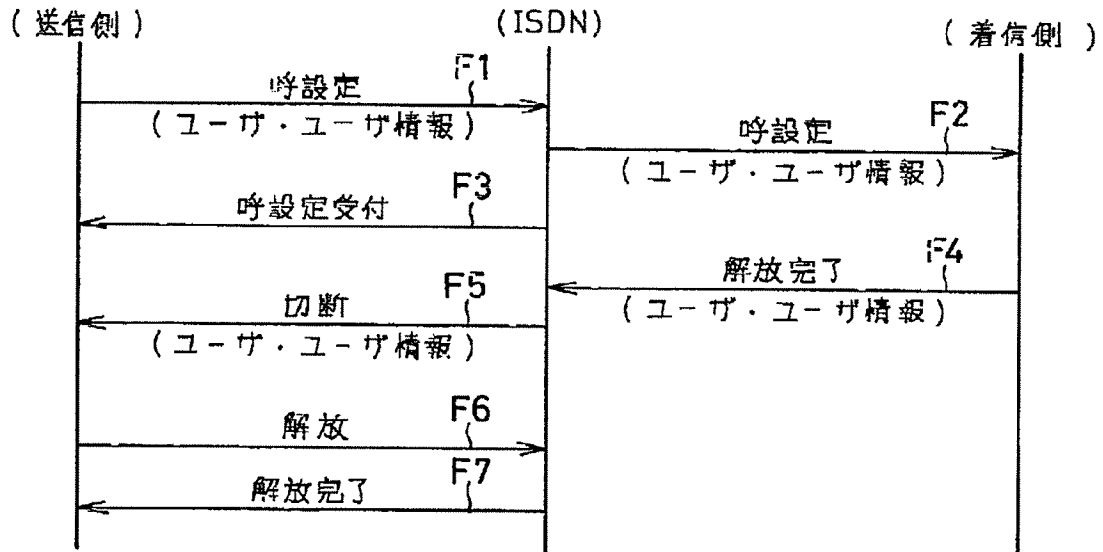 (送信側)
(ISDN)
(着信側)
F1
呼設定
(ユーザ・ユーザ情報)
F2
呼設定
(ユーザ・ユーザ情報)
F3
呼設定受付
F4
解放完了
(ユーザ・ユーザ情報)
F5
切断
(ユーザ・ユーザ情報)
F6
解放
F7
解放完了